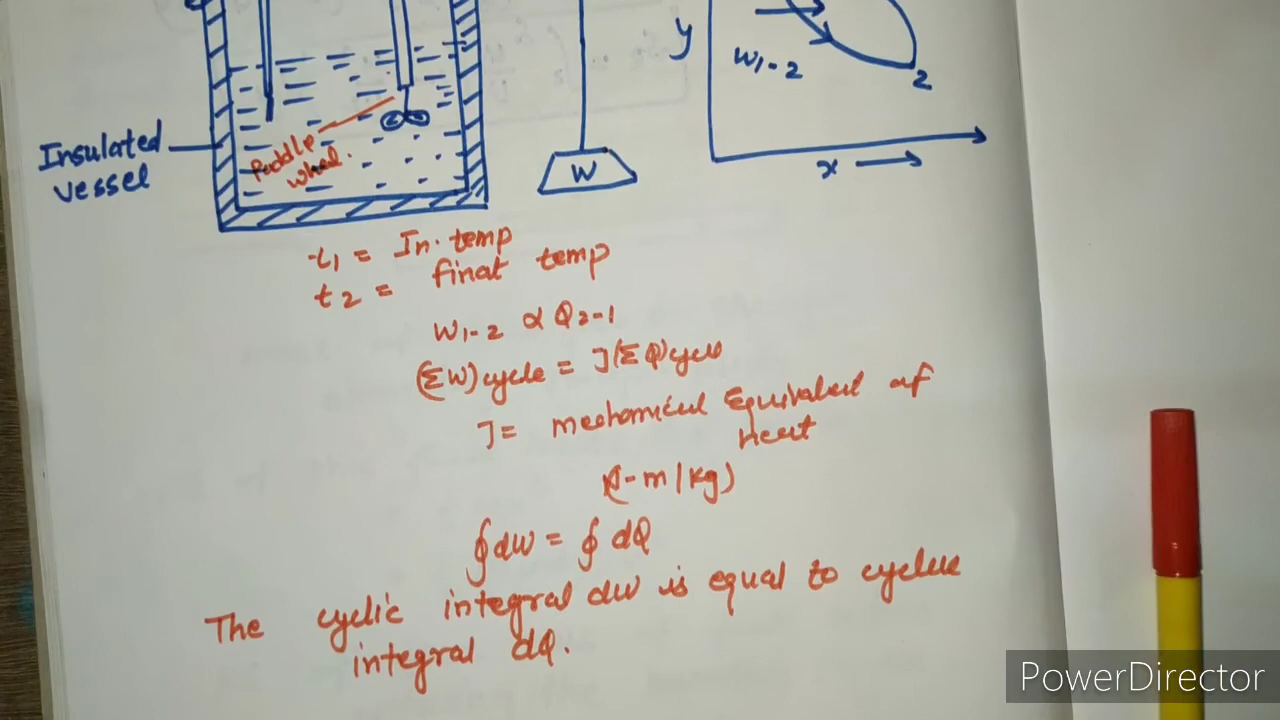 Insulated
vessel
Paddle
wheel.
W
y
W1-2
2
x
t1 = In. temp
t2 = final temp
W1-2 α Q2-1
(ΣW)cycle = J(ΣQ)cycle
J = mechanical Equivalent of
heat
-m/kg)
∮dW = ∮ dQ
The cyclic integral dW is equal to cyclic
integral dQ.
PowerDirector